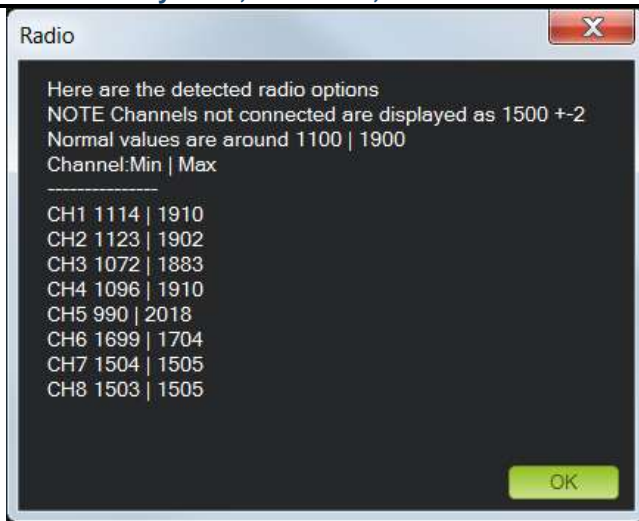 Radio
X
Here are the detected radio options
NOTE Channels not connected are displayed as 1500 +-2
Normal values are around 1100 | 1900
Channel:Min | Max
---------------
CH1 1114 | 1910
CH2 1123 | 1902
CH3 1072 | 1883
CH4 1096 | 1910
CH5 990 | 2018
CH6 1699 | 1704
CH7 1504 | 1505
CH8 1503 | 1505
OK